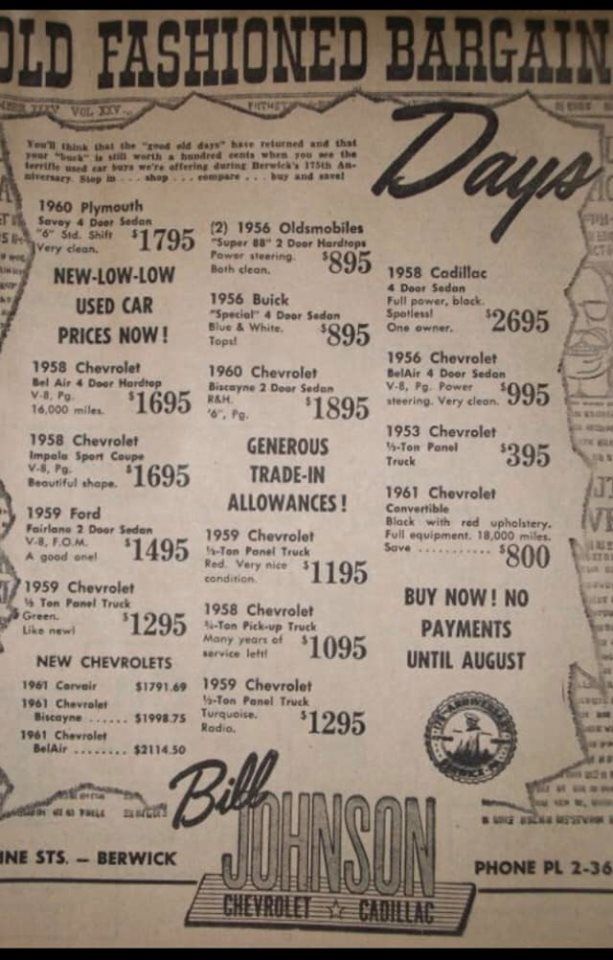 OLD FASHIONED BARGAIN
Days
VOL. XXV
You'll think that the "good old days" have returned and that
your "buck" is still worth a hundred cents when you see the
terrific used car buys we're offering during Berwick's 175th An-
niversary. Stop in . . . shop . . . compare . . . buy and save!
1960 Plymouth
Savoy 4 Door Sedan
"6" Std. Shift
Very clean. $1795
NEW-LOW-LOW
USED CAR
PRICES NOW!
1958 Chevrolet
Bel Air 4 Door Hardtop
V-8, Pg.
16,000 miles. $1695
1958 Chevrolet
Impala Sport Coupe
V-8, Pg.
Beautiful shape. $1695
1959 Ford
Fairlane 2 Door Sedan
V-8, F.O.M.
A good one! $1495
1959 Chevrolet
½ Ton Panel Truck
Green.
Like new! $1295
NEW CHEVROLETS
1961 Corvair $1791.69
1961 Chevrolet
Biscayne ...... $1998.75
1961 Chevrolet
BelAir ........ $2114.50
(2) 1956 Oldsmobiles
"Super 88" 2 Door Hardtops
Power steering.
Both clean. $895
1956 Buick
"Special" 4 Door Sedan
Blue & White.
Tops! $895
1960 Chevrolet
Biscayne 2 Door Sedan
R&H.
'6", Pg. $1895
GENEROUS
TRADE-IN
ALLOWANCES!
1959 Chevrolet
½-Ton Panel Truck
Red. Very nice
condition. $1195
1958 Chevrolet
¾-Ton Pick-up Truck
Many years of
service left! $1095
1959 Chevrolet
½-Ton Panel Truck
Turquoise.
Radio. $1295
1958 Cadillac
4 Door Sedan
Full power, black.
Spotless!
One owner. $2695
1956 Chevrolet
BelAir 4 Door Sedan
V-8, Pg. Power
steering. Very clean. $995
1953 Chevrolet
½-Ton Panel
Truck $395
1961 Chevrolet
Convertible
Black with red upholstery.
Full equipment. 18,000 miles.
Save .......... $800
BUY NOW! NO
PAYMENTS
UNTIL AUGUST
175th ANNIVERSARY
BERWICK
Bill
JOHNSON
CHEVROLET ☆ CADILLAC
INE STS. — BERWICK
PHONE PL 2-36